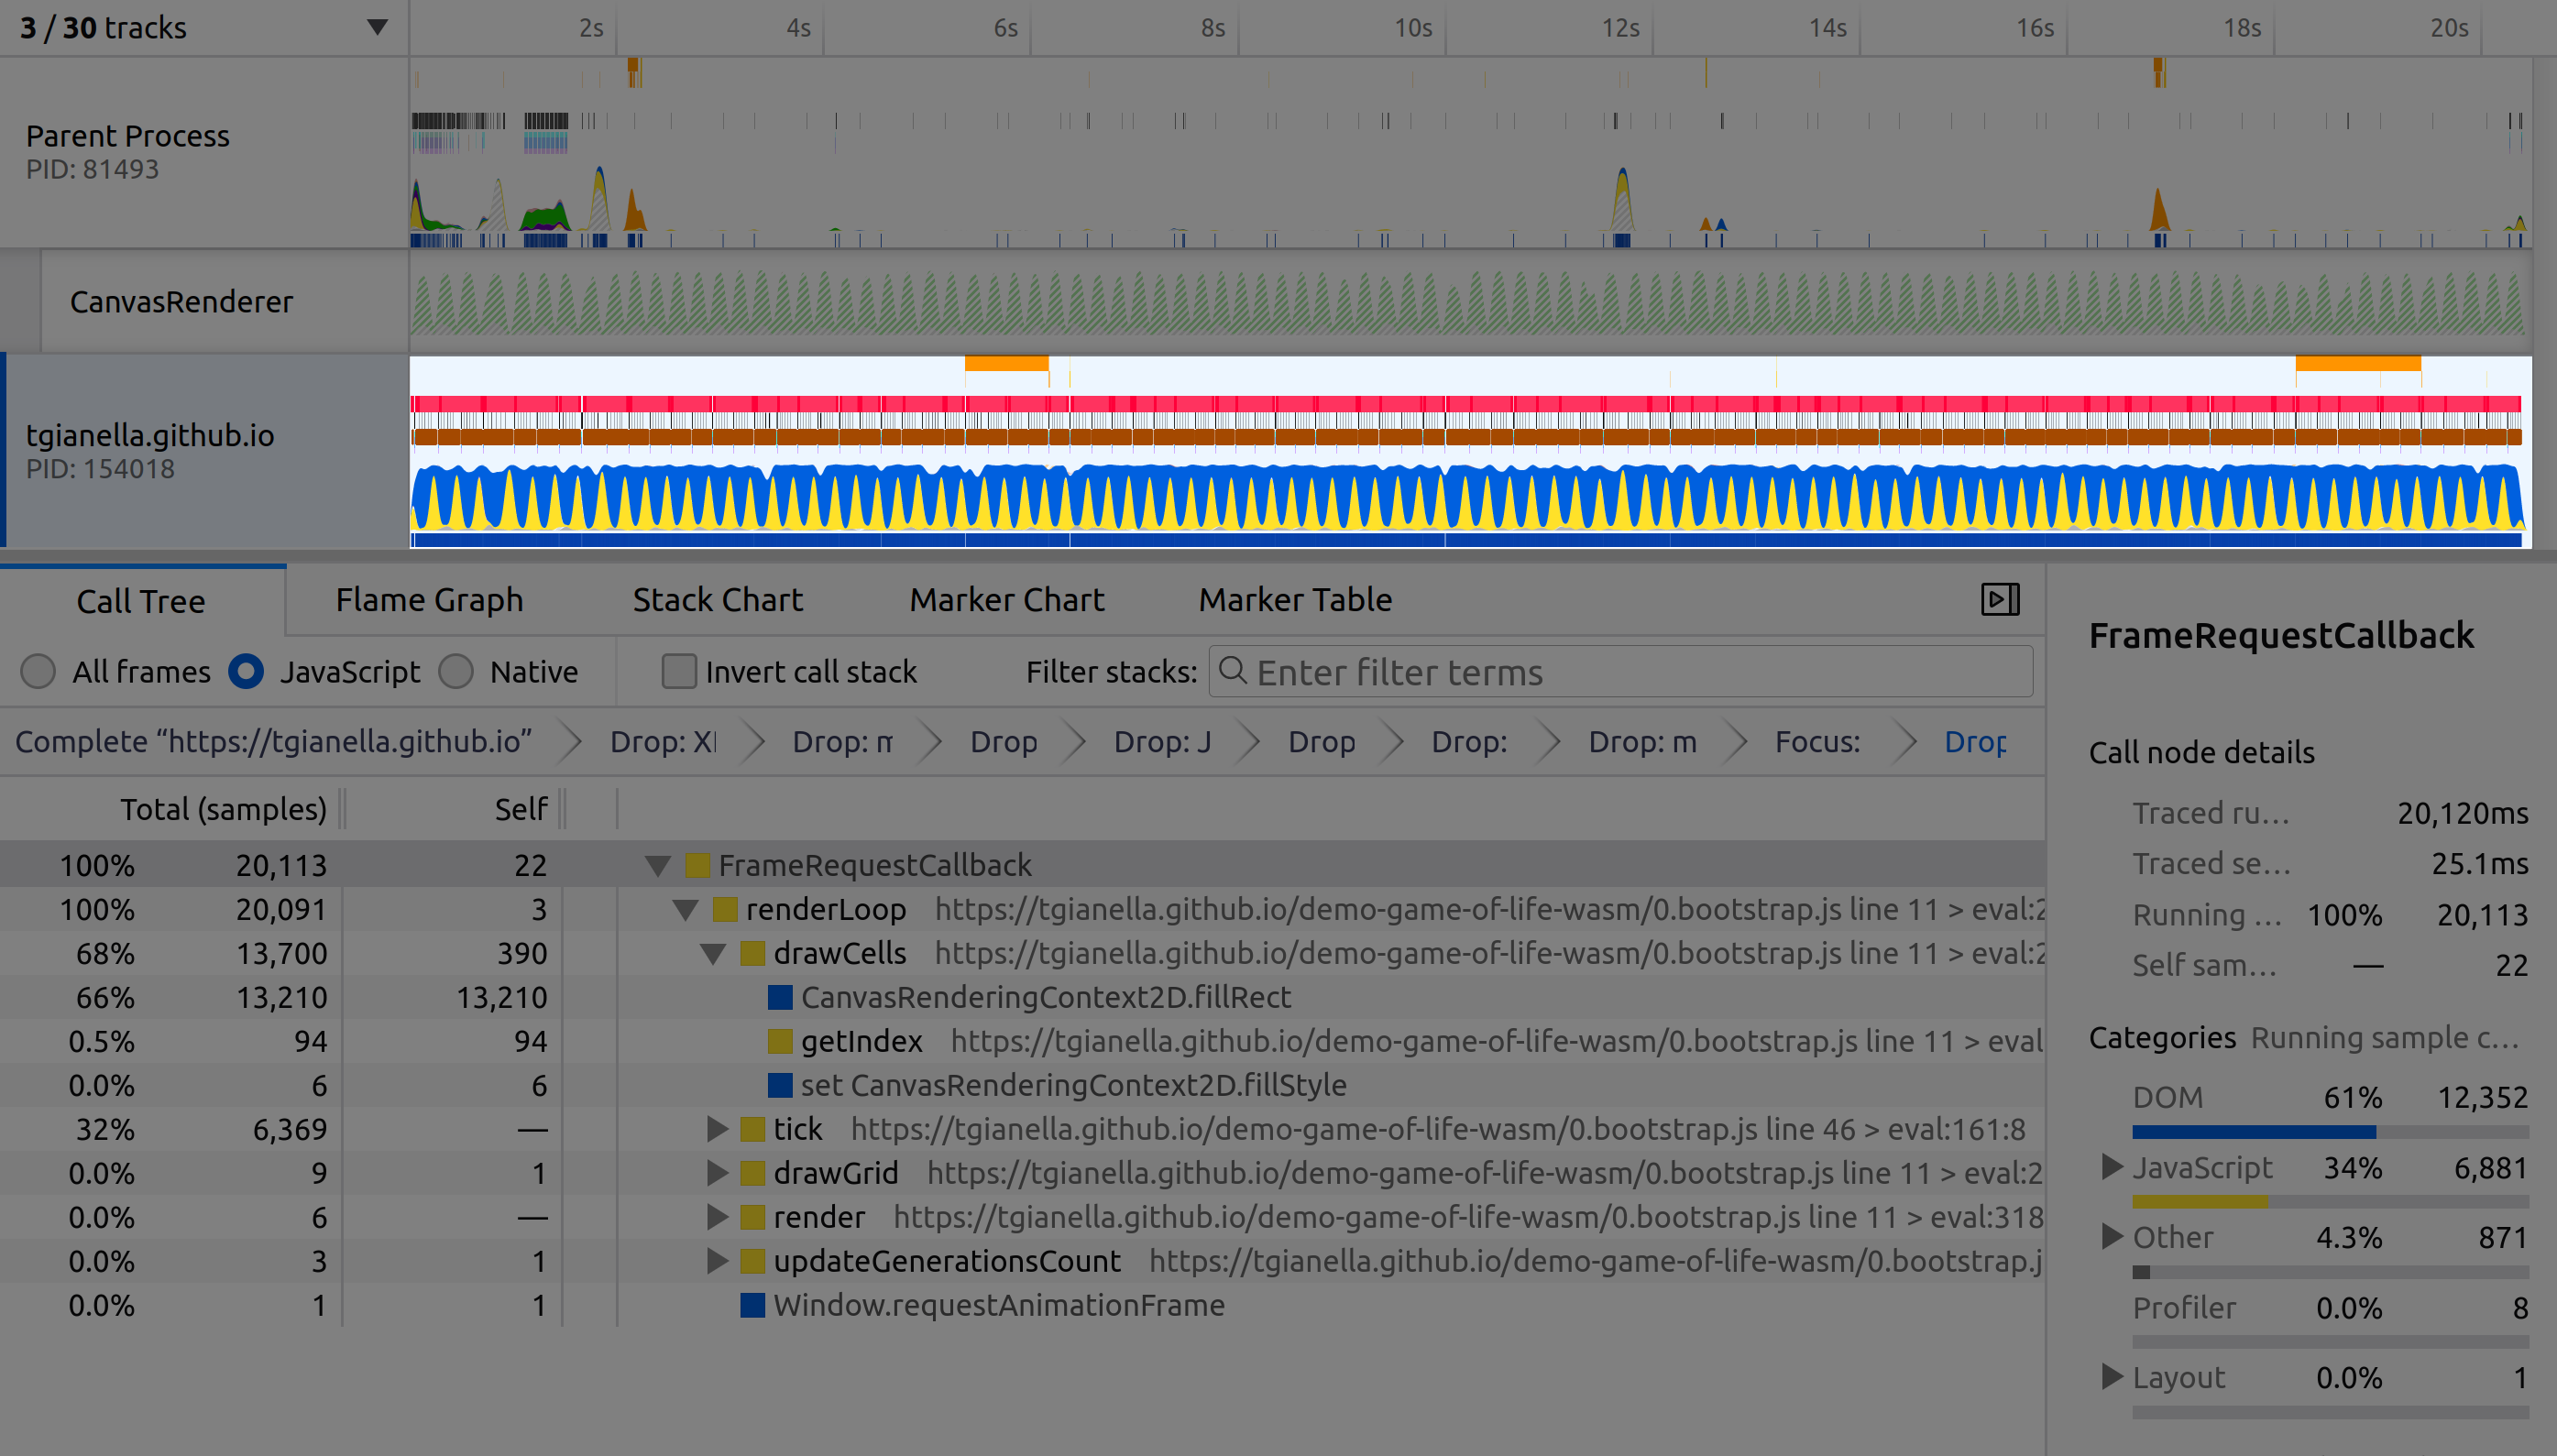 3 / 30 tracks
2s 4s 6s 8s 10s 12s 14s 16s 18s 20s
Parent Process
PID: 81493
CanvasRenderer
tgianella.github.io
PID: 154018
Call Tree Flame Graph Stack Chart Marker Chart Marker Table
All frames JavaScript Native Invert call stack Filter stacks: Enter filter terms
Complete “https://tgianella.github.io” Drop: XI Drop: m Drop Drop: J Drop Drop: Drop: m Focus: Drop
Total (samples) Self
100% 20,113 22 FrameRequestCallback
100% 20,091 3 renderLoop https://tgianella.github.io/demo-game-of-life-wasm/0.bootstrap.js line 11 > eval:2
68% 13,700 390 drawCells https://tgianella.github.io/demo-game-of-life-wasm/0.bootstrap.js line 11 > eval:2
66% 13,210 13,210 CanvasRenderingContext2D.fillRect
0.5% 94 94 getIndex https://tgianella.github.io/demo-game-of-life-wasm/0.bootstrap.js line 11 > eval
0.0% 6 6 set CanvasRenderingContext2D.fillStyle
32% 6,369 — tick https://tgianella.github.io/demo-game-of-life-wasm/0.bootstrap.js line 46 > eval:161:8
0.0% 9 1 drawGrid https://tgianella.github.io/demo-game-of-life-wasm/0.bootstrap.js line 11 > eval:2
0.0% 6 — render https://tgianella.github.io/demo-game-of-life-wasm/0.bootstrap.js line 11 > eval:318
0.0% 3 1 updateGenerationsCount https://tgianella.github.io/demo-game-of-life-wasm/0.bootstrap.j
0.0% 1 1 Window.requestAnimationFrame
FrameRequestCallback
Call node details
Traced ru… 20,120ms
Traced se… 25.1ms
Running … 100% 20,113
Self sam… — 22
Categories Running sample c…
DOM 61% 12,352
JavaScript 34% 6,881
Other 4.3% 871
Profiler 0.0% 8
Layout 0.0% 1